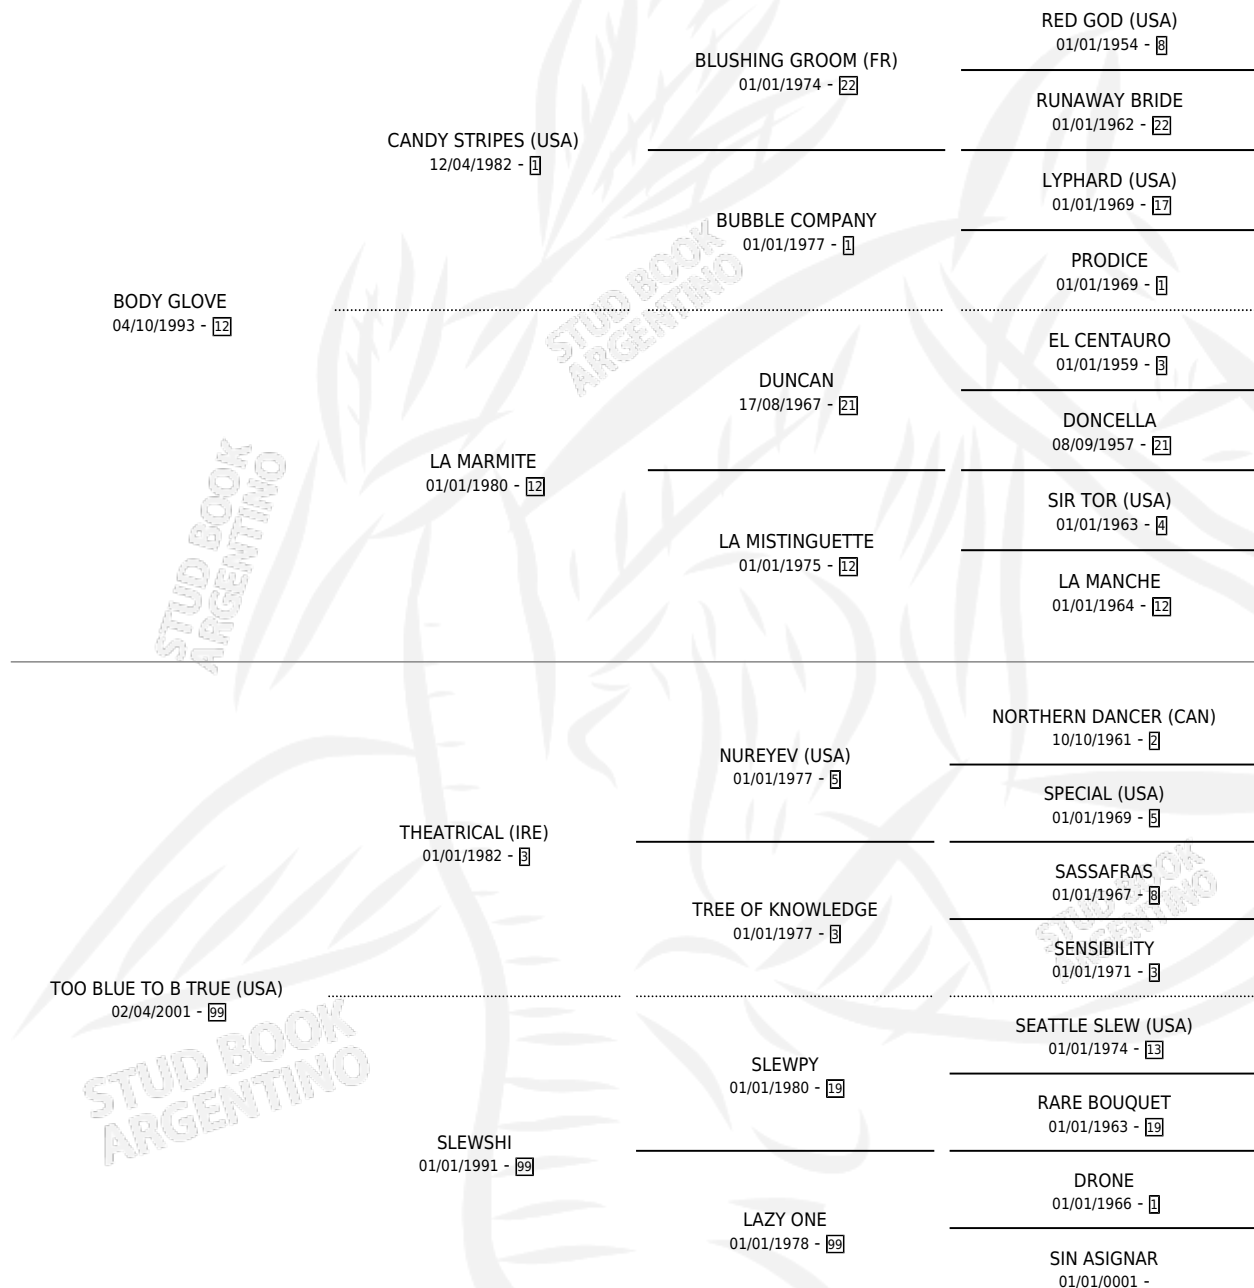 RED GOD (USA)
01/01/1954 - 8
BLUSHING GROOM (FR)
01/01/1974 - 22
RUNAWAY BRIDE
01/01/1962 - 22
CANDY STRIPES (USA)
12/04/1982 - 1
LYPHARD (USA)
01/01/1969 - 17
BUBBLE COMPANY
01/01/1977 - 1
PRODICE
01/01/1969 - 1
BODY GLOVE
04/10/1993 - 12
EL CENTAURO
01/01/1959 - 3
DUNCAN
17/08/1967 - 21
DONCELLA
08/09/1957 - 21
LA MARMITE
01/01/1980 - 12
SIR TOR (USA)
01/01/1963 - 4
LA MISTINGUETTE
01/01/1975 - 12
LA MANCHE
01/01/1964 - 12
STUD BOOK
ARGENTINO
STUD BOOK
ARGENTINO
NORTHERN DANCER (CAN)
10/10/1961 - 2
NUREYEV (USA)
01/01/1977 - 5
SPECIAL (USA)
01/01/1969 - 5
THEATRICAL (IRE)
01/01/1982 - 3
SASSAFRAS
01/01/1967 - 8
TREE OF KNOWLEDGE
01/01/1977 - 3
SENSIBILITY
01/01/1971 - 3
TOO BLUE TO B TRUE (USA)
02/04/2001 - 99
SEATTLE SLEW (USA)
01/01/1974 - 13
SLEWPY
01/01/1980 - 19
RARE BOUQUET
01/01/1963 - 19
SLEWSHI
01/01/1991 - 99
DRONE
01/01/1966 - 1
LAZY ONE
01/01/1978 - 99
SIN ASIGNAR
01/01/0001 -
STUD BOOK
ARGENTINO
STUD BOOK
ARGENTINO